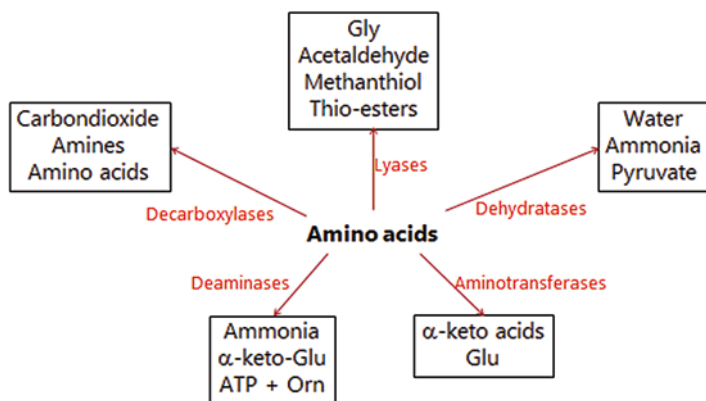 Gly
Acetaldehyde
Methanthiol
Thio-esters
Carbondioxide
Amines
Amino acids
Water
Ammonia
Pyruvate
Lyases
Decarboxylases
Dehydratases
Amino acids
Deaminases
Aminotransferases
Ammonia
α-keto-Glu
ATP + Orn
α-keto acids
Glu